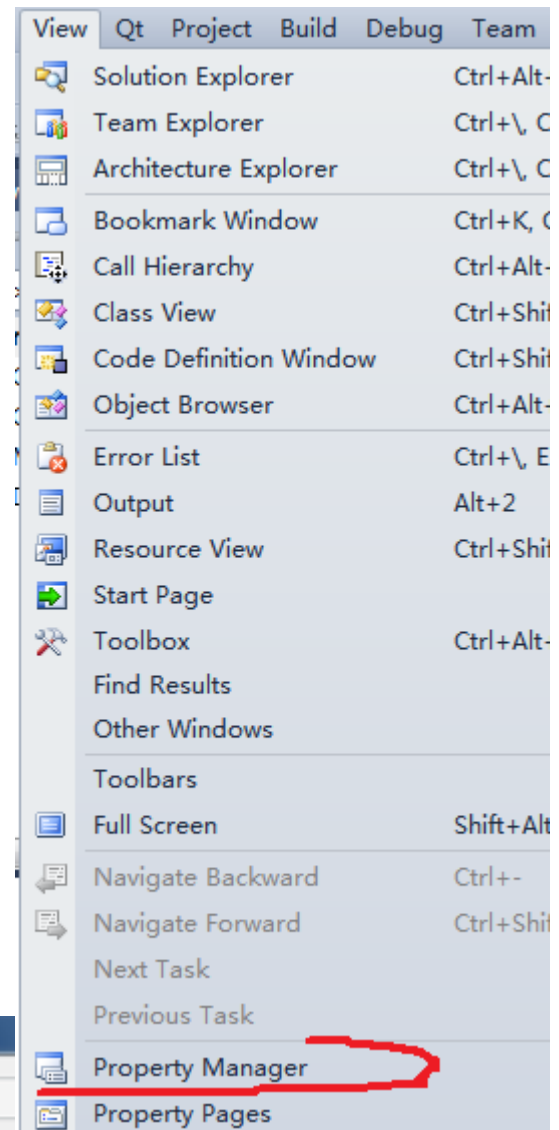 View Qt Project Build Debug Team
Solution Explorer Ctrl+Alt+
Team Explorer Ctrl+\, C
Architecture Explorer Ctrl+\, C
Bookmark Window Ctrl+K,
Call Hierarchy Ctrl+Alt+
Class View Ctrl+Shif
Code Definition Window Ctrl+Shif
Object Browser Ctrl+Alt+
Error List Ctrl+\, E
Output Alt+2
Resource View Ctrl+Shif
Start Page
Toolbox Ctrl+Alt+
Find Results
Other Windows
Toolbars
Full Screen Shift+Alt
Navigate Backward Ctrl+-
Navigate Forward Ctrl+Shif
Next Task
Previous Task
Property Manager
Property Pages